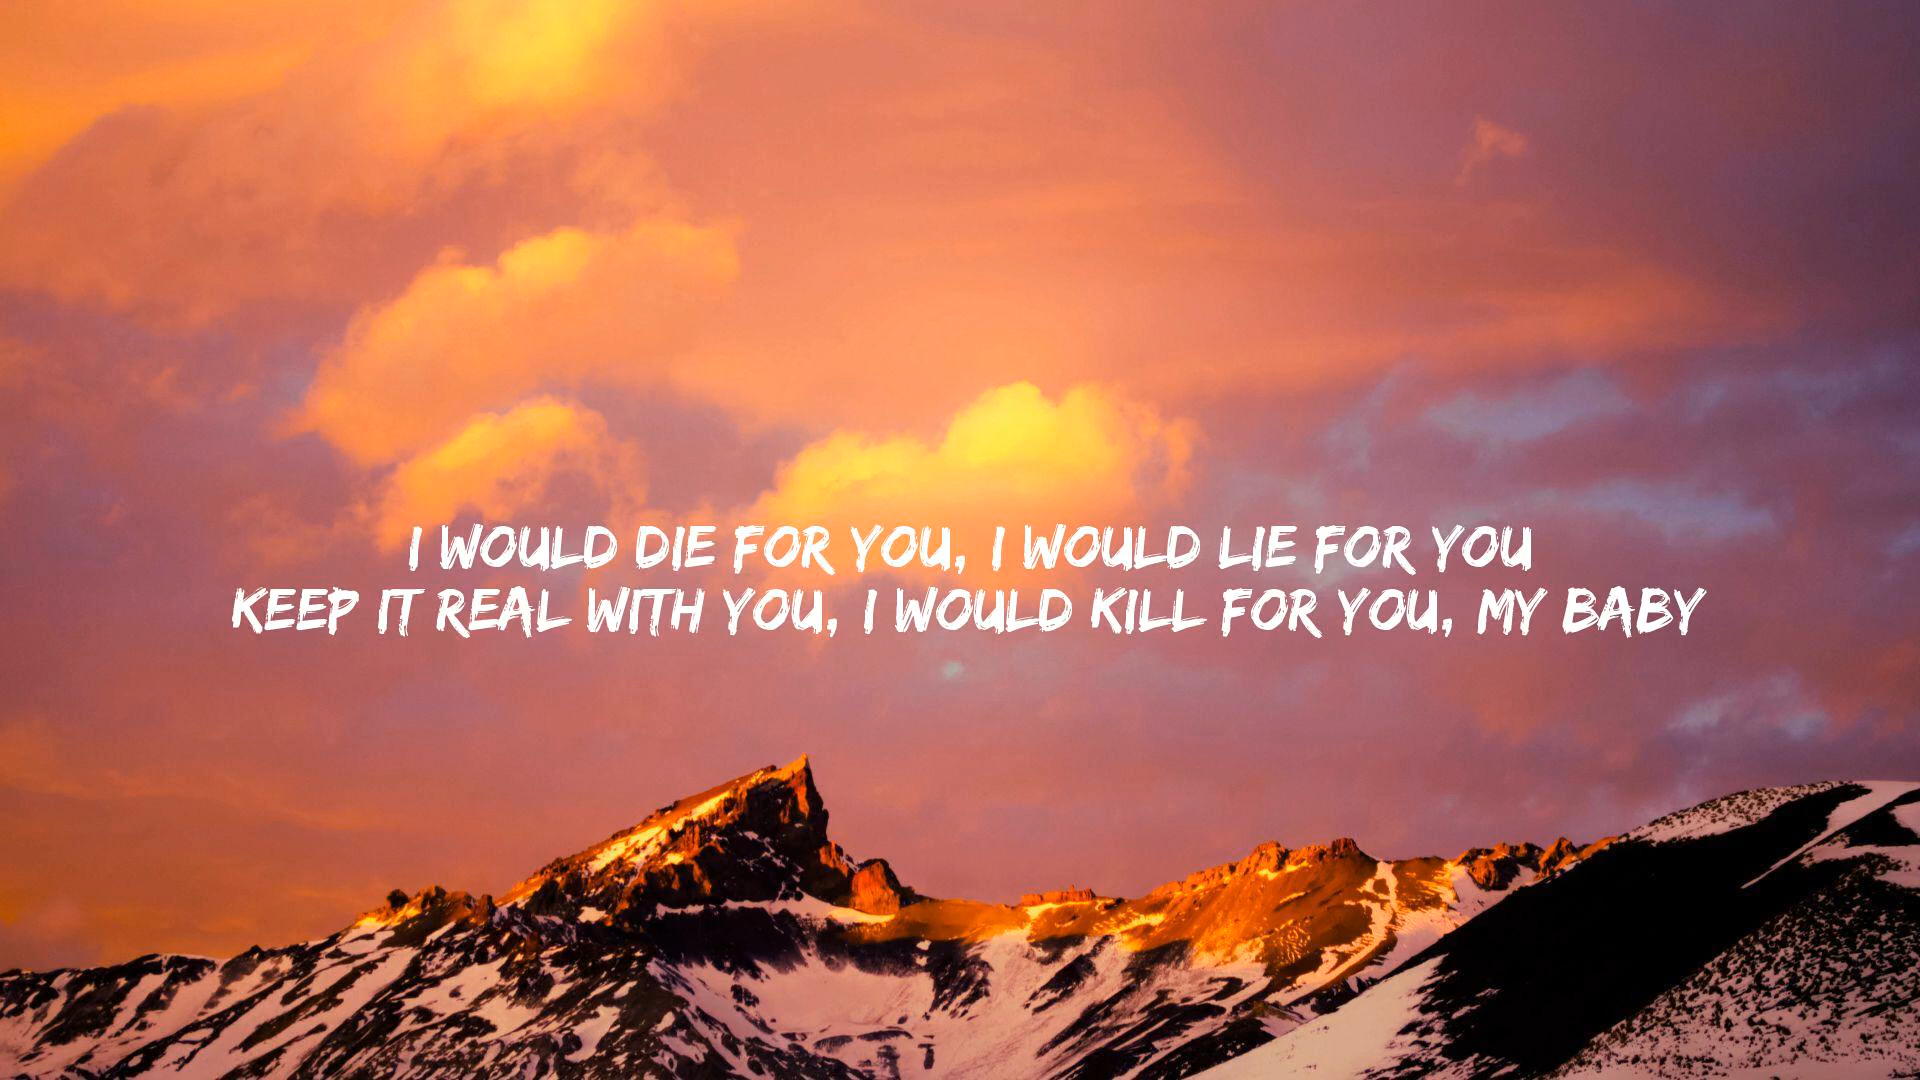 I WOULD DIE FOR YOU, I WOULD LIE FOR YOU
KEEP IT REAL WITH YOU, I WOULD KILL FOR YOU, MY BABY